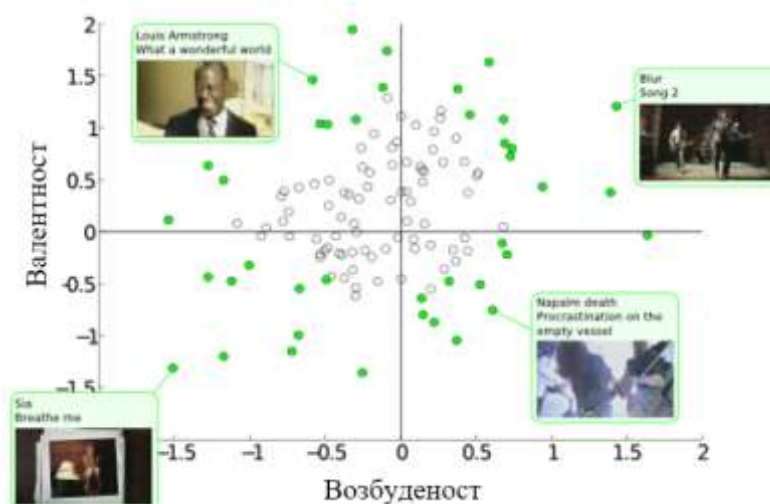 2
Louis Armstrong
What a wonderful world
1.5
Blur
Song 2
1
0.5
Валентност
0
-0.5
Napalm death
Procrastination on the
empty vessel
-1
-1.5
Sia
Breathe me
-1.5
-1
-0.5
0
0.5
1
1.5
2
Возбуденост